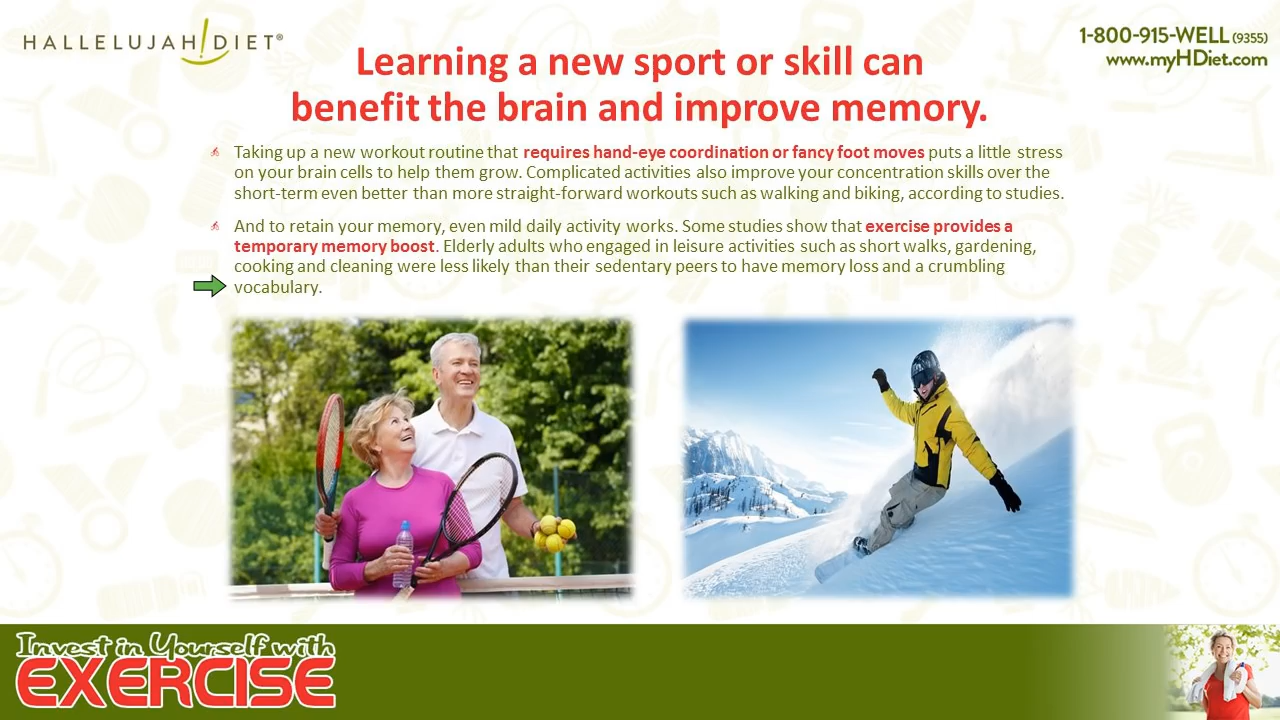 HALLELUJAH!DIET®
1-800-915-WELL (9355)
www.myHDiet.com
Learning a new sport or skill can
benefit the brain and improve memory.
Taking up a new workout routine that requires hand-eye coordination or fancy foot moves puts a little stress
on your brain cells to help them grow. Complicated activities also improve your concentration skills over the
short-term even better than more straight-forward workouts such as walking and biking, according to studies.
And to retain your memory, even mild daily activity works. Some studies show that exercise provides a
temporary memory boost. Elderly adults who engaged in leisure activities such as short walks, gardening,
cooking and cleaning were less likely than their sedentary peers to have memory loss and a crumbling
vocabulary.
Invest in Yourself with
EXERCISE